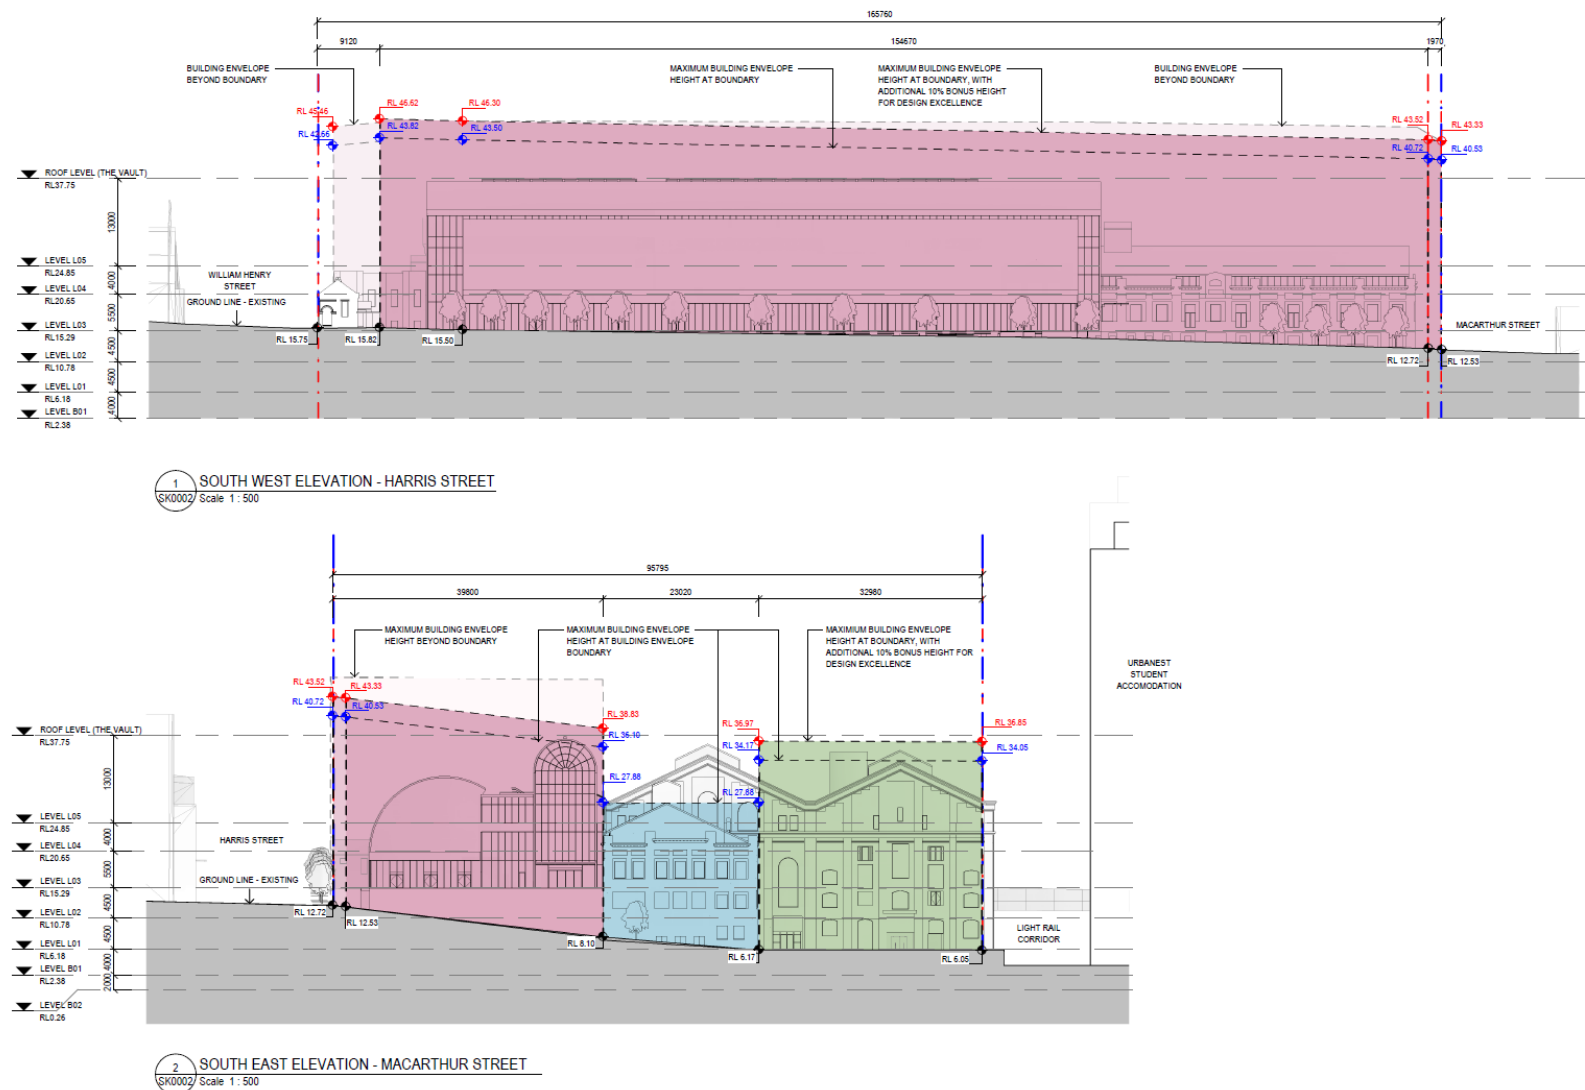 165760
9120
154670
1970
BUILDING ENVELOPE
BEYOND BOUNDARY
MAXIMUM BUILDING ENVELOPE
HEIGHT AT BOUNDARY
MAXIMUM BUILDING ENVELOPE
HEIGHT AT BOUNDARY, WITH
ADDITIONAL 10% BONUS HEIGHT
FOR DESIGN EXCELLENCE
BUILDING ENVELOPE
BEYOND BOUNDARY
RL 45.46
RL 46.62
RL 46.30
RL 43.52
RL 43.33
RL 42.66
RL 43.82
RL 43.50
RL 40.72
RL 40.53
ROOF LEVEL (THE VAULT)
RL37.75
13000
LEVEL L05
RL24.85
4000
LEVEL L04
RL20.65
5500
LEVEL L03
RL15.29
4500
LEVEL L02
RL10.78
4500
LEVEL L01
RL6.18
4000
LEVEL B01
RL2.38
WILLIAM HENRY
STREET
GROUND LINE - EXISTING
MACARTHUR STREET
RL 15.75
RL 15.82
RL 15.50
RL 12.72
RL 12.53
1
SK0002
SOUTH WEST ELEVATION - HARRIS STREET
Scale 1 : 500
95795
39800
23020
32980
MAXIMUM BUILDING ENVELOPE
HEIGHT BEYOND BOUNDARY
MAXIMUM BUILDING ENVELOPE
HEIGHT AT BUILDING ENVELOPE
BOUNDARY
MAXIMUM BUILDING ENVELOPE
HEIGHT AT BOUNDARY, WITH
ADDITIONAL 10% BONUS HEIGHT FOR
DESIGN EXCELLENCE
URBANEST
STUDENT
ACCOMODATION
RL 43.52
RL 43.33
RL 40.72
RL 40.53
RL 38.83
RL 36.10
RL 36.97
RL 34.17
RL 36.85
RL 34.05
RL 27.88
RL 27.88
ROOF LEVEL (THE VAULT)
RL37.75
13000
LEVEL L05
RL24.85
4000
LEVEL L04
RL20.65
5500
LEVEL L03
RL15.29
4500
LEVEL L02
RL10.78
4500
LEVEL L01
RL6.18
4000
LEVEL B01
RL2.38
2000
LEVEL B02
RL0.26
HARRIS STREET
GROUND LINE - EXISTING
RL 12.72
RL 12.53
RL 8.10
RL 6.17
RL 6.05
LIGHT RAIL
CORRIDOR
2
SK0002
SOUTH EAST ELEVATION - MACARTHUR STREET
Scale 1 : 500